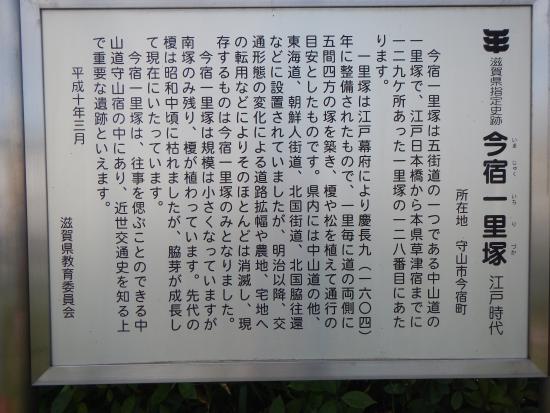 滋賀県指定史跡
今宿一里塚 江戸時代
いま じゅく いち り づか
所在地 守山市今宿町
今宿一里塚は五街道の一つである中山道の
一里塚で、江戸日本橋から本県草津宿までに
一二九ケ所あった一里塚の一二八番目にあた
ります。
一里塚は江戸幕府により慶長九(一六〇四)
年に整備されたもので、一里毎に道の両側に
五間四方の塚を築き、榎や松を植えて通行の
目安としたものです。県内には中山道の他、
東海道、朝鮮人街道、北国街道、北国脇往還
などに設置されていましたが、明治以降、交
通形態の変化による道路拡幅や農地、宅地へ
の転用などによりそのほとんどは消滅し、現
存するものは今宿一里塚のみとなりました。
今宿一里塚は規模は小さくなっていますが
南塚のみ残り、榎が植わっています。先代の
榎は昭和中頃に枯れましたが、脇芽が成長し
て現在にいたっています。
今宿一里塚は、往事を偲ぶことのできる中
山道守山宿の中にあり、近世交通史を知る上
で重要な遺跡といえます。
平成十年三月
滋賀県教育委員会